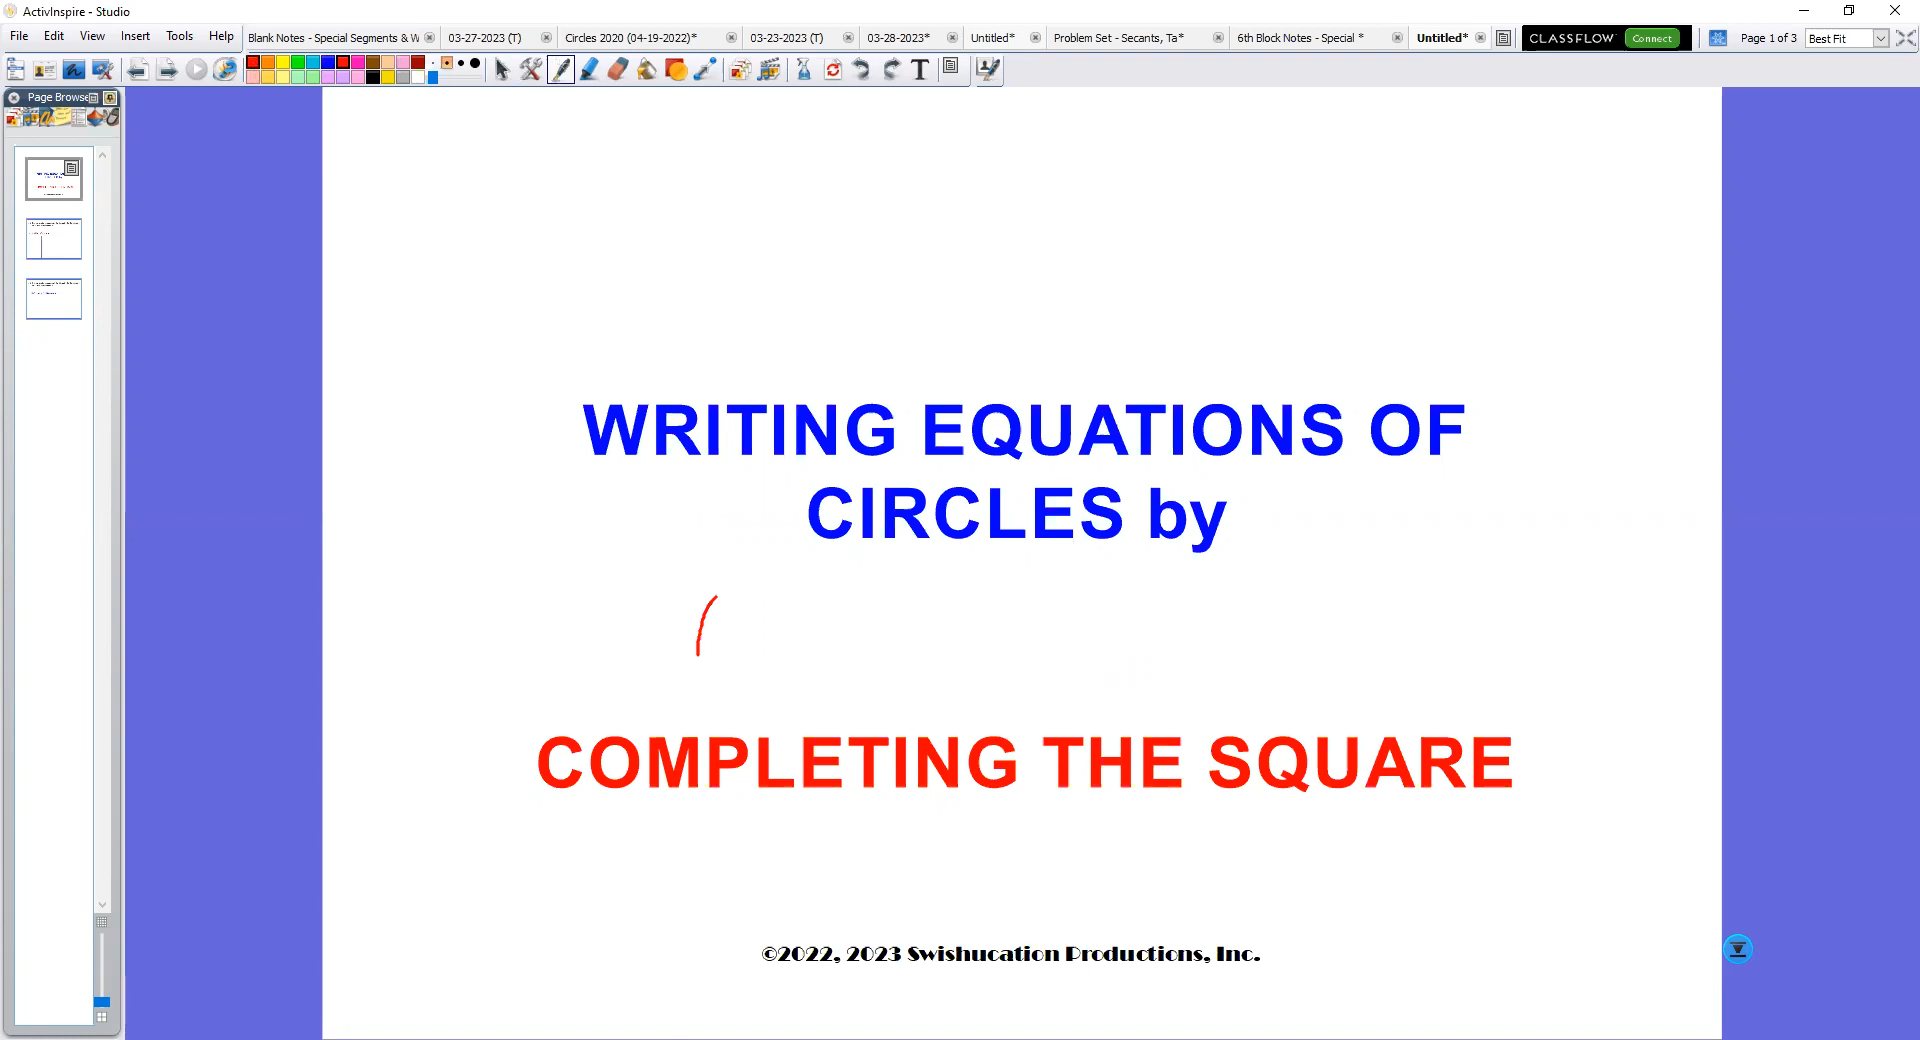 ActivInspire - Studio
File Edit View Insert Tools Help
Blank Notes - Special Segments & W 03-27-2023 (T) Circles 2020 (04-19-2022)* 03-23-2023 (T) 03-28-2023* Untitled* Problem Set - Secants, Ta* 6th Block Notes - Special * Untitled* CLASSFLOW Connect Page 1 of 3 Best Fit
T
Page Browse
WRITING EQUATIONS OF
CIRCLES by
(
COMPLETING THE SQUARE
©2022, 2023 Swishucation Productions, Inc.